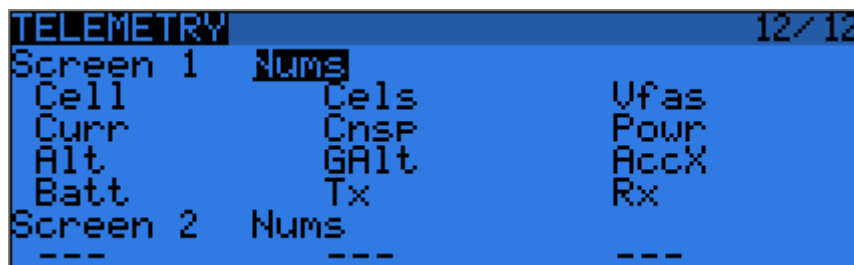 TELEMETRY 12/12
Screen 1 Nums
Cell Cels Vfas
Curr Cnsp Powr
Alt GAlt AccX
Batt Tx Rx
Screen 2 Nums
--- --- ---